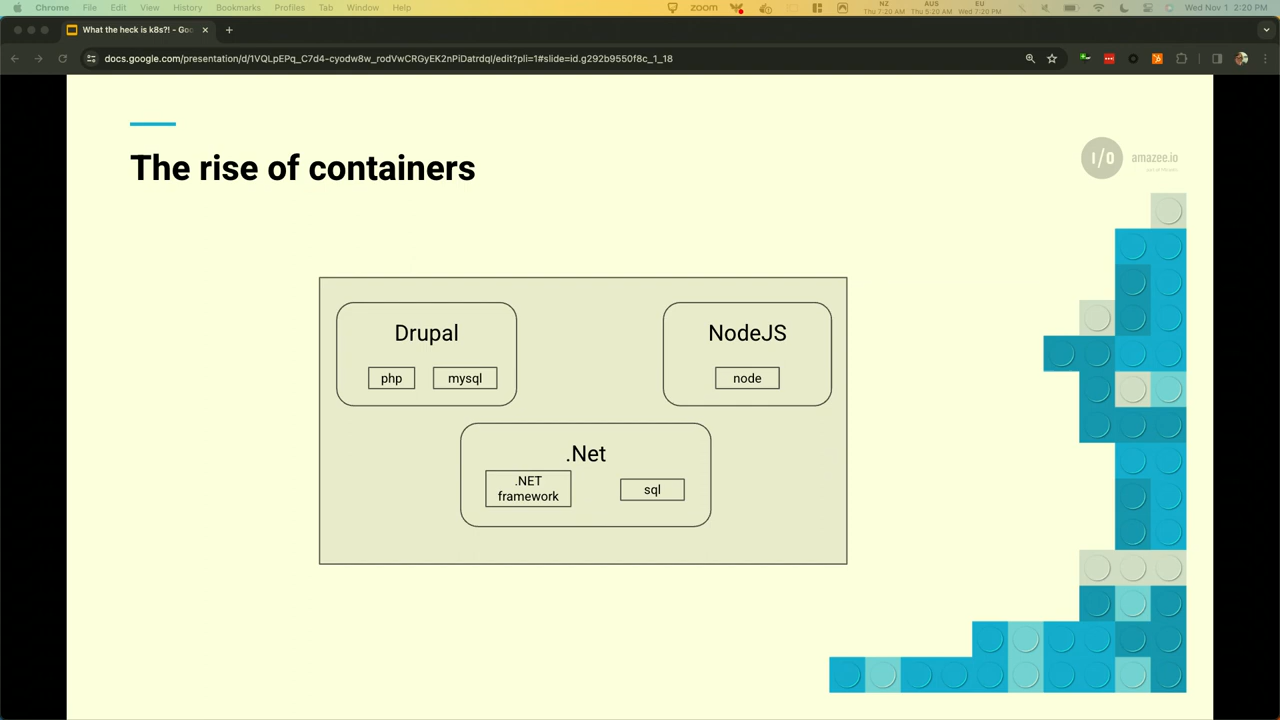 Chrome File Edit View History Bookmarks Profiles Tab Window Help
zoom
NZ
Thu 7:20 AM
AUS
Thu 5:20 AM
EU
Wed 7:20 PM
Wed Nov 1 2:20 PM
What the heck is k8s?! - Goo
docs.google.com/presentation/d/1VQLpEPq_C7d4-cyodw8w_rodVwCRGyEK2nPiDatrdqI/edit?pli=1#slide=id.g292b9550f8c_1_18
The rise of containers
I/O
amazee.io
Drupal
php mysql
NodeJS
node
.Net
.NET
framework
sql